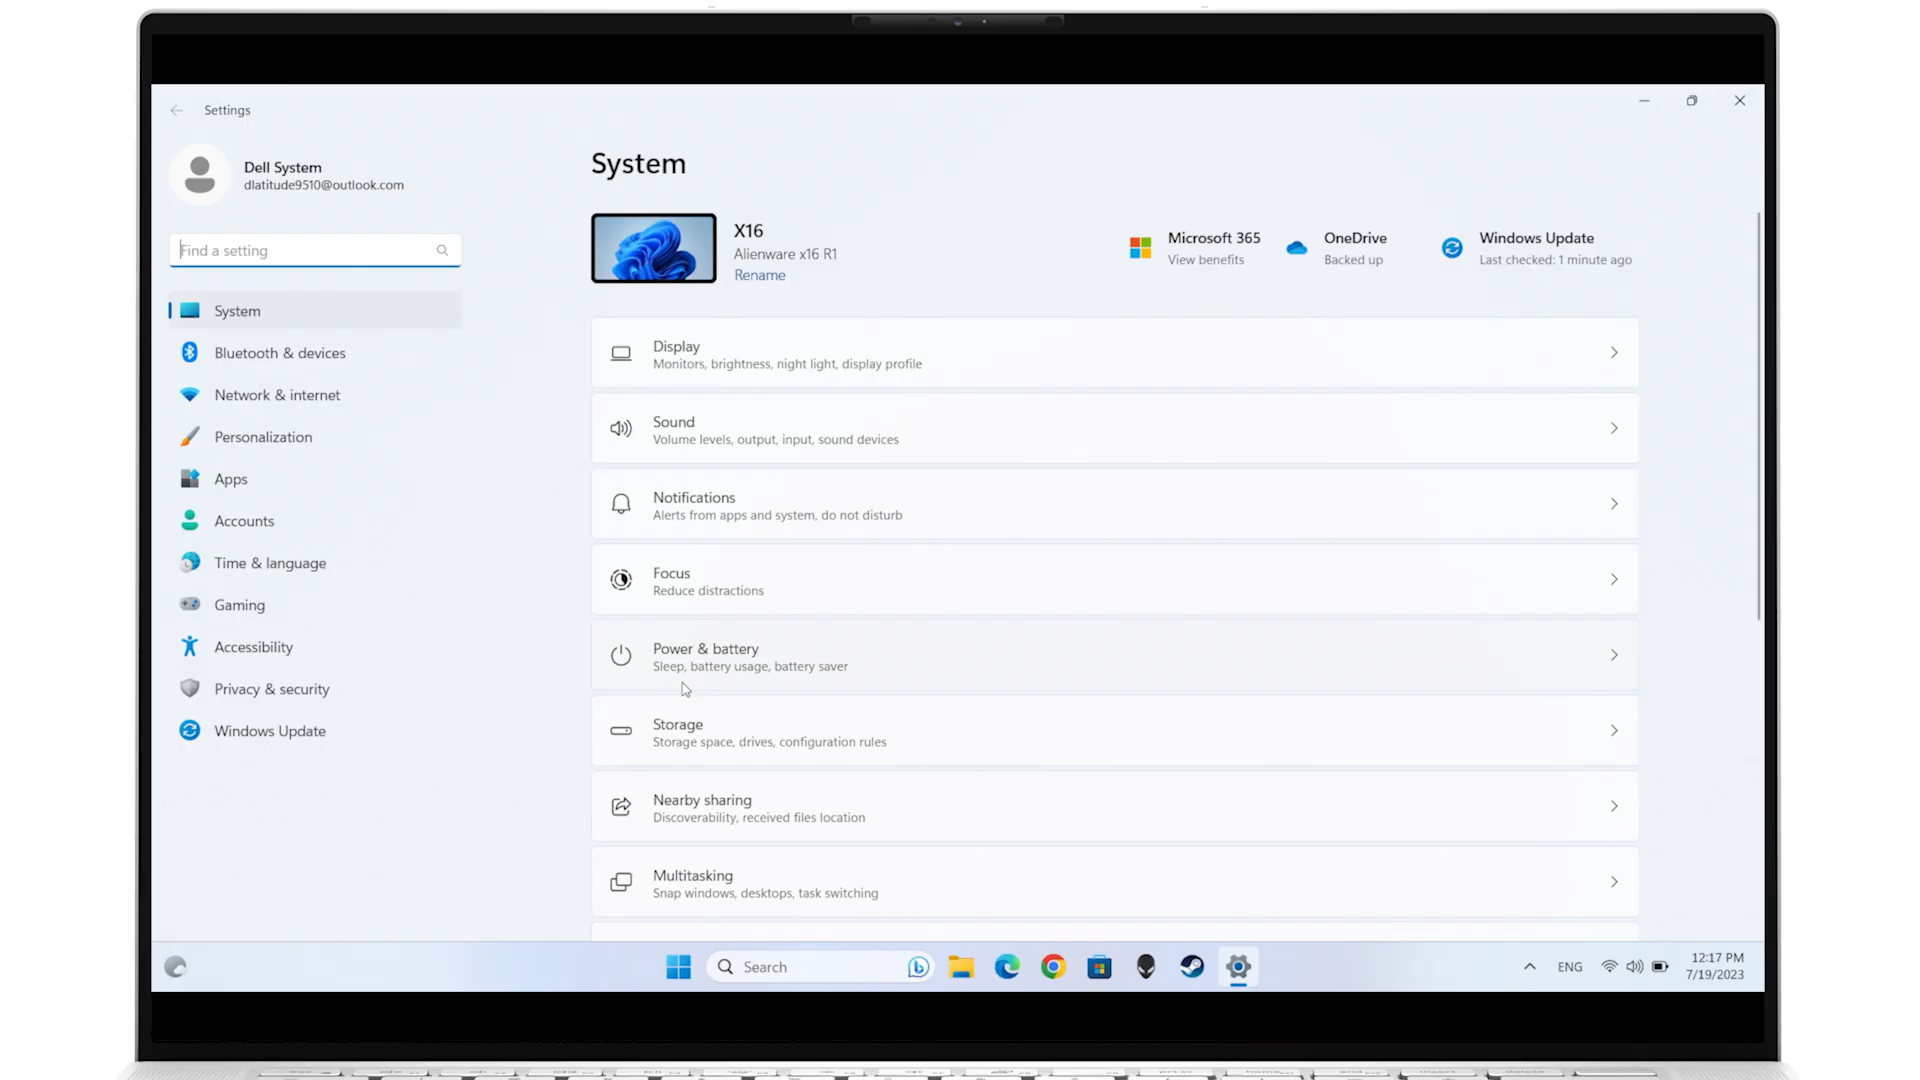 Settings
Dell System
dlatitude9510@outlook.com
Find a setting
System
Bluetooth & devices
Network & internet
Personalization
Apps
Accounts
Time & language
Gaming
Accessibility
Privacy & security
Windows Update
System
X16
Alienware x16 R1
Rename
Microsoft 365
View benefits
OneDrive
Backed up
Windows Update
Last checked: 1 minute ago
Display
Monitors, brightness, night light, display profile
Sound
Volume levels, output, input, sound devices
Notifications
Alerts from apps and system, do not disturb
Focus
Reduce distractions
Power & battery
Sleep, battery usage, battery saver
Storage
Storage space, drives, configuration rules
Nearby sharing
Discoverability, received files location
Multitasking
Snap windows, desktops, task switching
Search
ENG
12:17 PM
7/19/2023